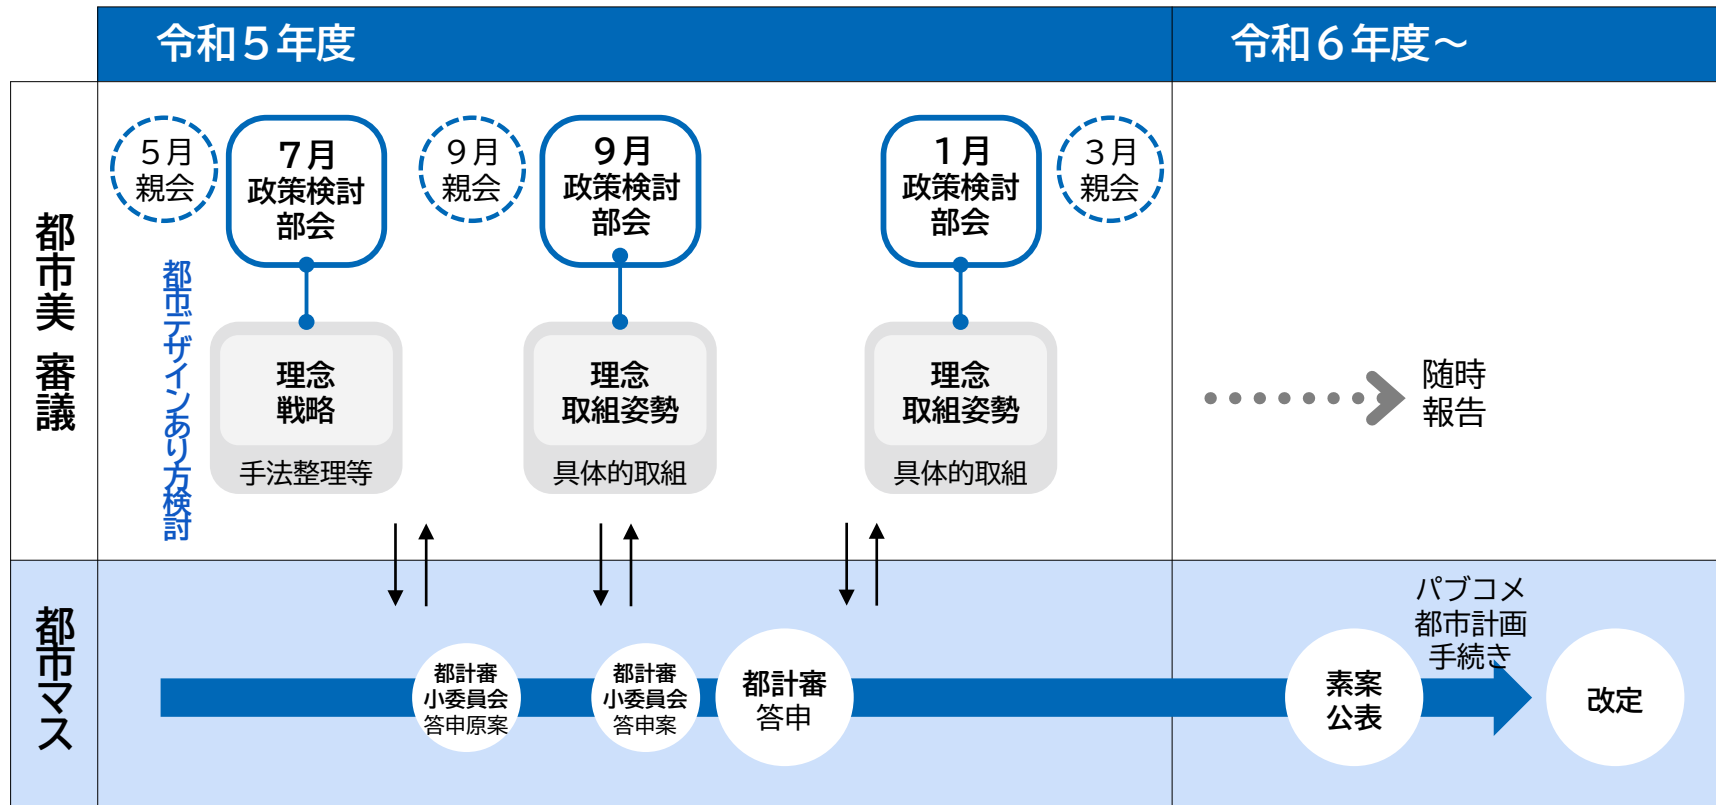 令和５年度
令和６年度～
都市美 審議
５月
親会
７月
政策検討
部会
９月
親会
９月
政策検討
部会
１月
政策検討
部会
３月
親会
都市デザインあり方検討
理念
戦略
手法整理等
理念
取組姿勢
具体的取組
理念
取組姿勢
具体的取組
随時
報告
都市マス
都計審
小委員会
答申原案
都計審
小委員会
答申案
都計審
答申
素案
公表
パブコメ
都市計画
手続き
改定